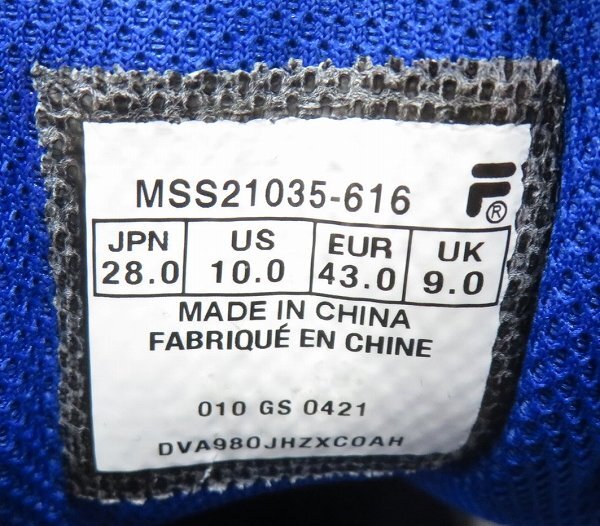 MSS21035-616 F®
JPN US EUR UK
28.0 10.0 43.0 9.0
MADE IN CHINA
FABRIQUÉ EN CHINE
010 GS 0421
DVA980JHZXCOAH